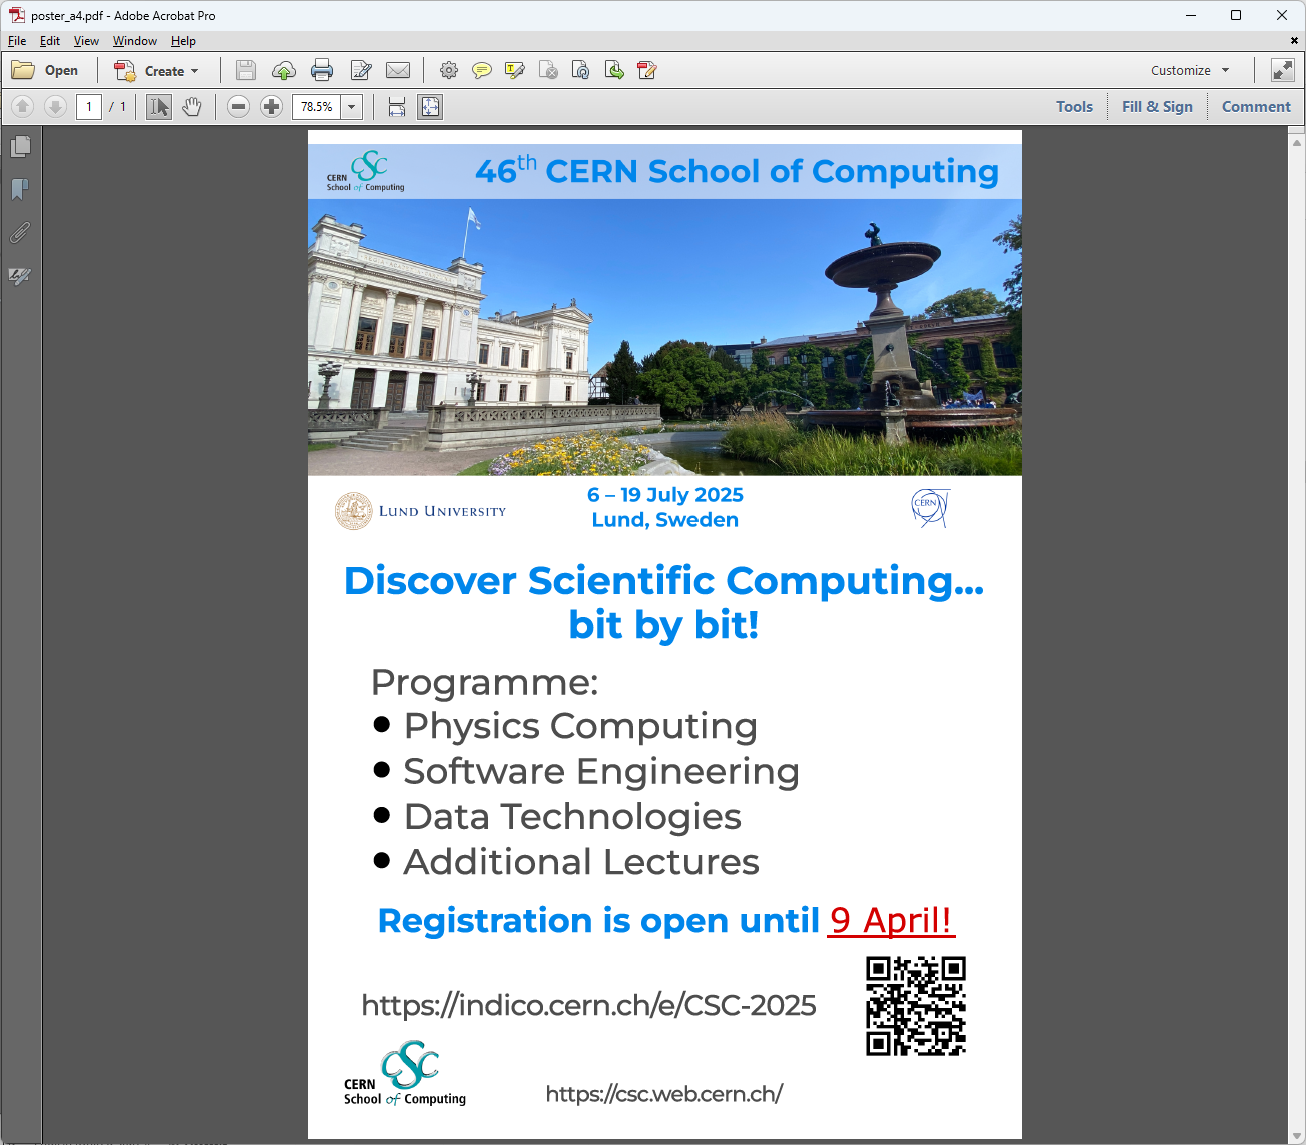 poster_a4.pdf - Adobe Acrobat Pro
File Edit View Window Help
Open Create Customize
1 / 1 78.5% Tools Fill & Sign Comment
CERN
School of Computing
CSC
46th CERN School of Computing
LUND UNIVERSITY
6 – 19 July 2025
Lund, Sweden
CERN
Discover Scientific Computing...
bit by bit!
Programme:
● Physics Computing
● Software Engineering
● Data Technologies
● Additional Lectures
Registration is open until 9 April!
https://indico.cern.ch/e/CSC-2025
CSC
CERN
School of Computing
https://csc.web.cern.ch/